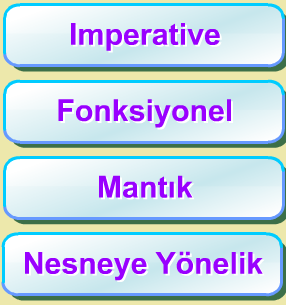 Imperative
Fonksiyonel
Mantık
Nesneye Yönelik